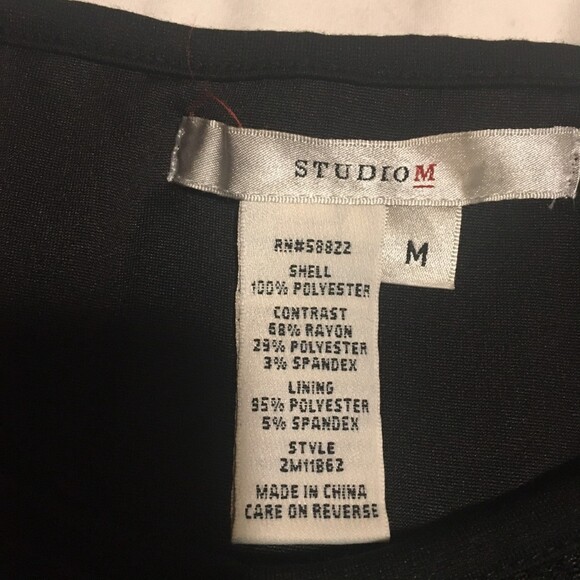 STUDIO M
M
RN#58822
SHELL
100% POLYESTER
CONTRAST
68% RAYON
29% POLYESTER
3% SPANDEX
LINING
95% POLYESTER
5% SPANDEX
STYLE
2M11B62
MADE IN CHINA
CARE ON REVERSE